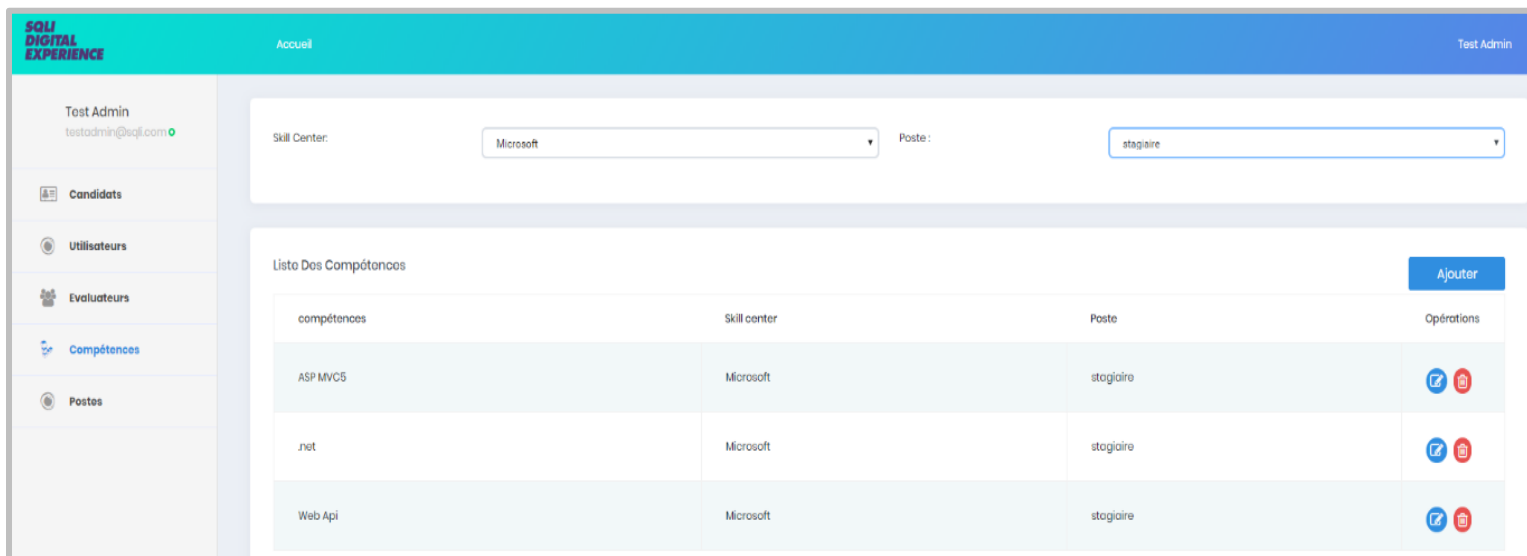 SQLI
DIGITAL
EXPERIENCE
Accueil
Test Admin
Test Admin
testadmin@sqli.com
Candidats
Utilisateurs
Evaluateurs
Compétences
Postes
Skill Center:
Microsoft
Poste :
stagiaire
Liste Des Compétences
Ajouter
compétences Skill center Poste Opérations
ASP MVC5 Microsoft stagiaire
.net Microsoft stagiaire
Web Api Microsoft stagiaire